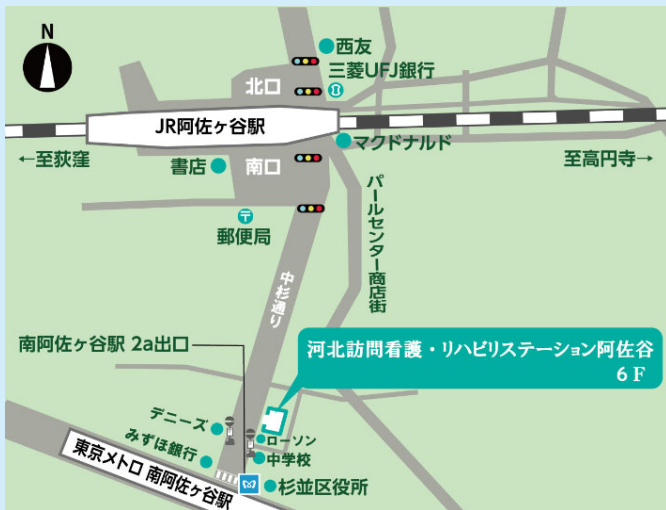 N
西友
三菱UFJ銀行
北口
JR阿佐ヶ谷駅
マクドナルド
←至荻窪
書店
南口
至高円寺→
パールセンター商店街
〒
郵便局
中杉通り
南阿佐ヶ谷駅 2a出口
河北訪問看護・リハビリステーション阿佐谷
6F
デニーズ
ローソン
みずほ銀行
中学校
東京メトロ 南阿佐ヶ谷駅
杉並区役所